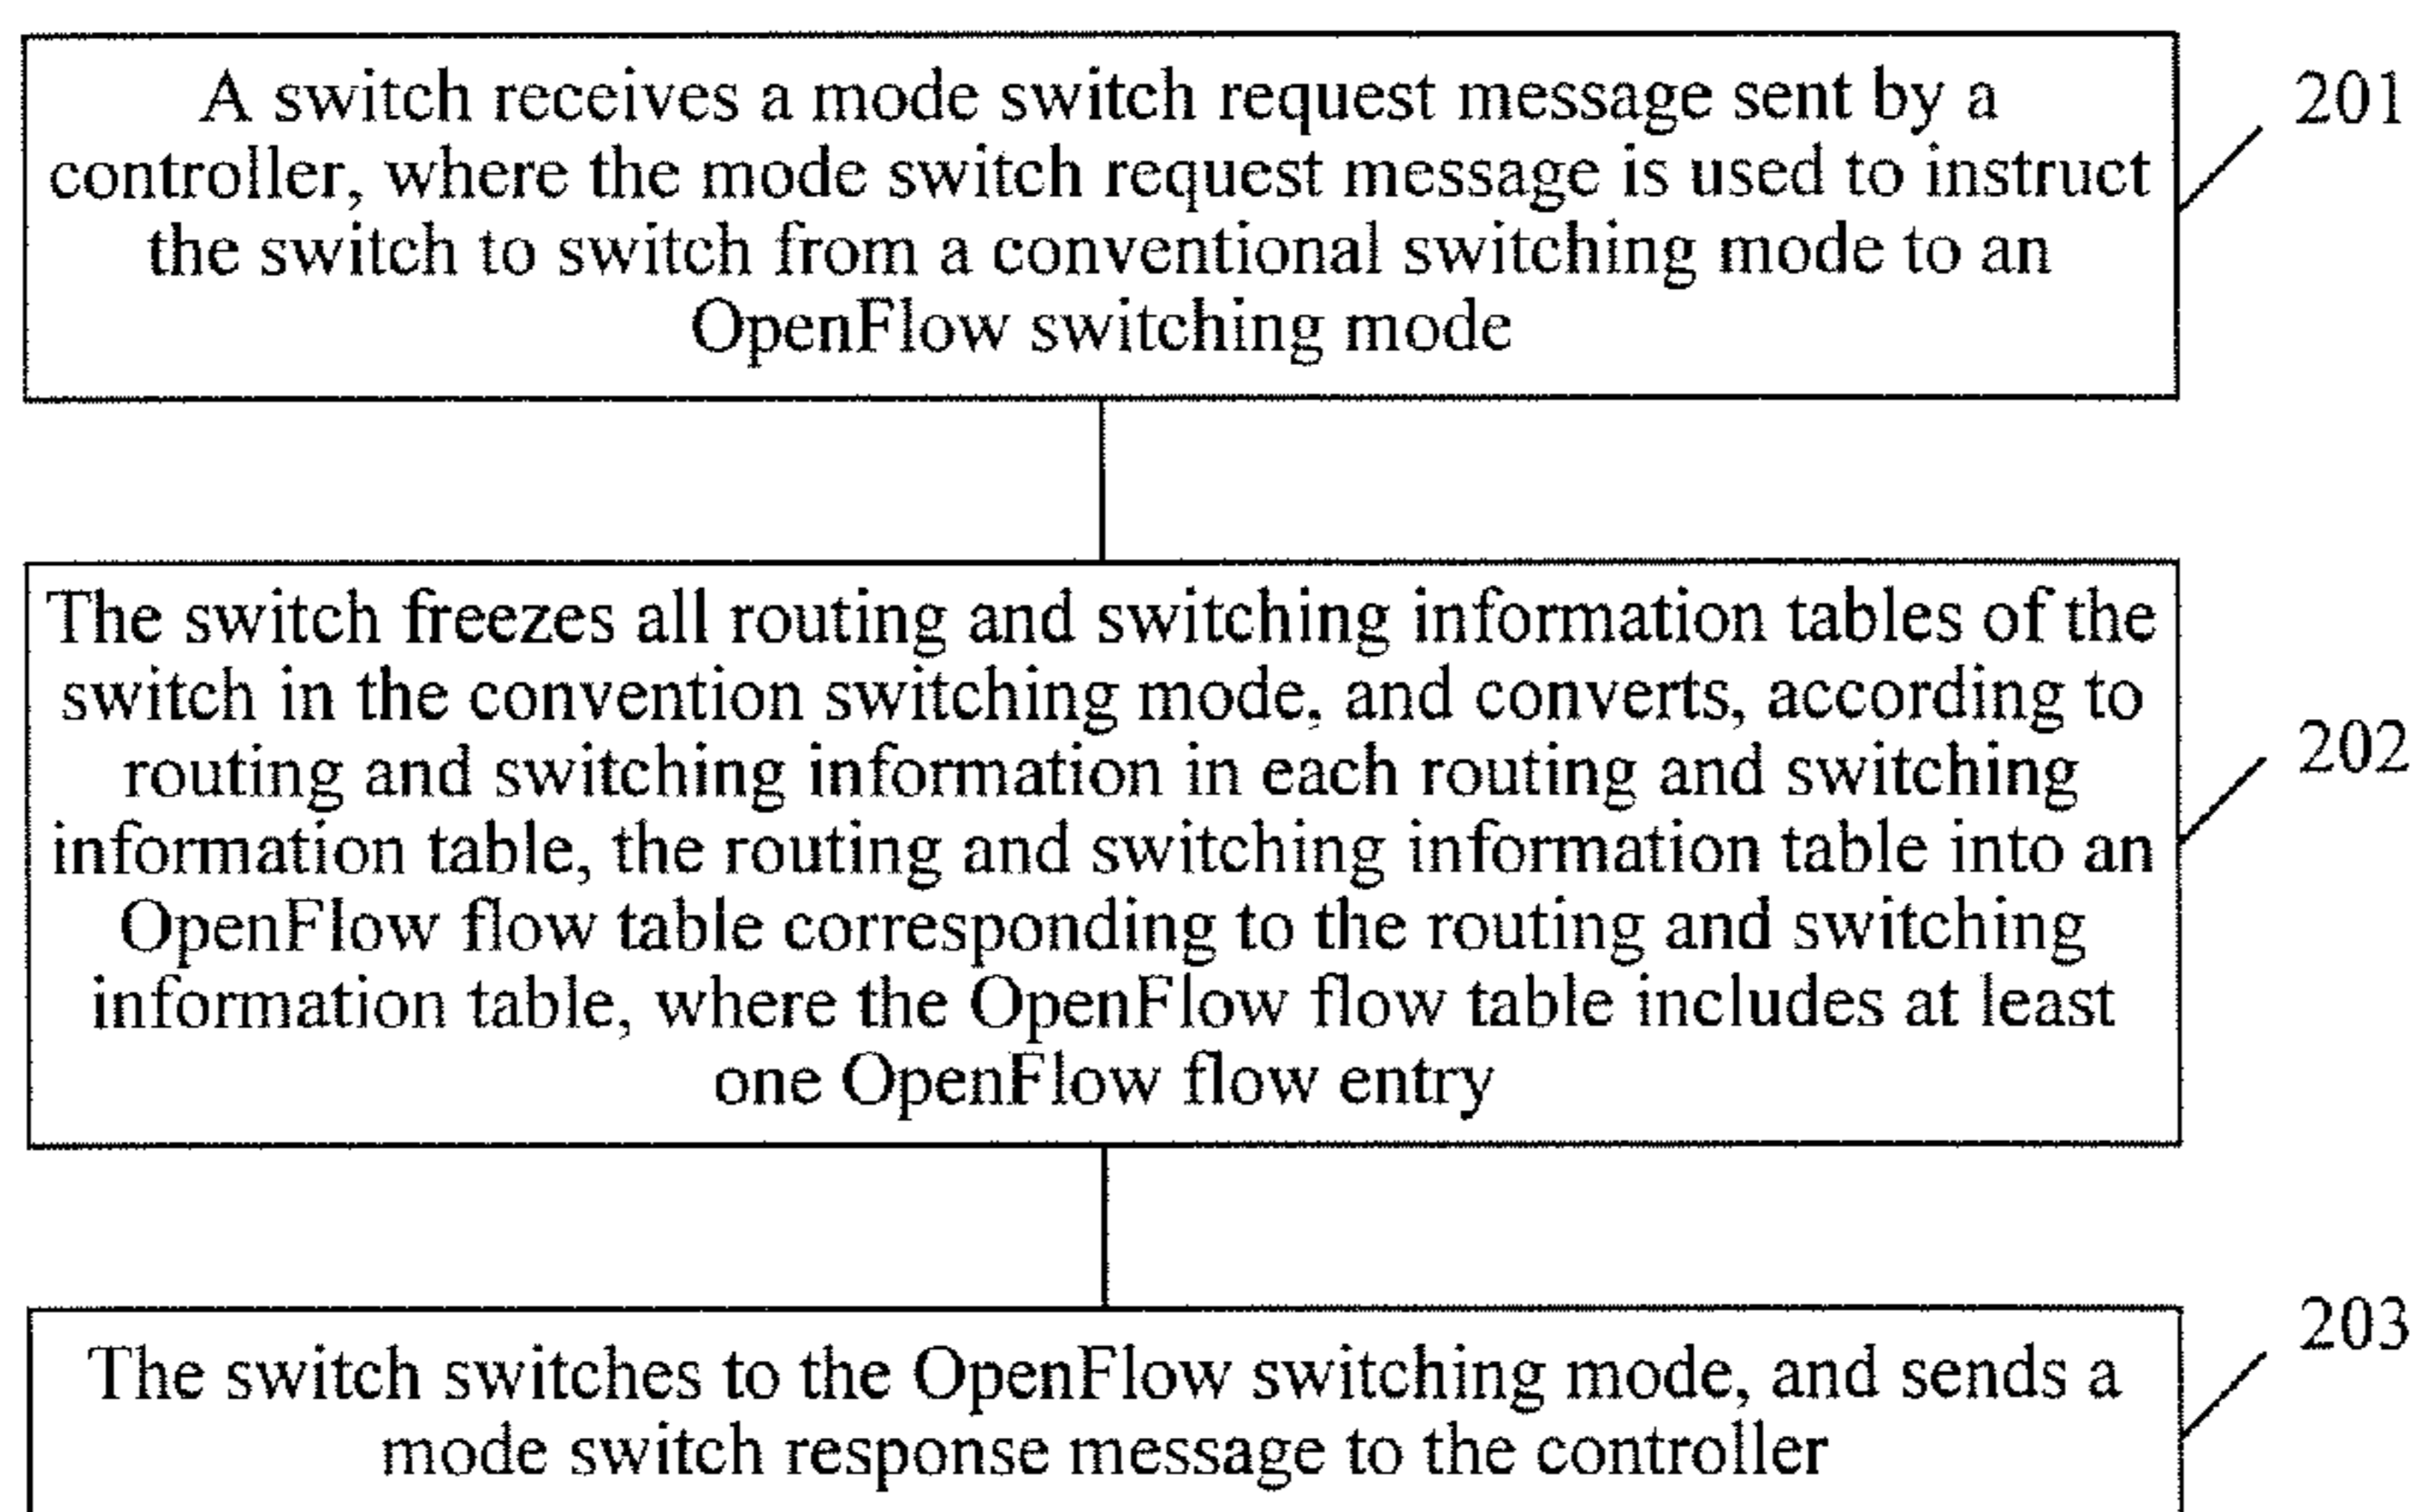 A switch receives a mode switch request message sent by a
controller, where the mode switch request message is used to instruct
the switch to switch from a conventional switching mode to an
OpenFlow switching mode
201
The switch freezes all routing and switching information tables of the
switch in the convention switching mode, and converts, according to
routing and switching information in each routing and switching
information table, the routing and switching information table into an
OpenFlow flow table corresponding to the routing and switching
information table, where the OpenFlow flow table includes at least
one OpenFlow flow entry
202
The switch switches to the OpenFlow switching mode, and sends a
mode switch response message to the controller
203